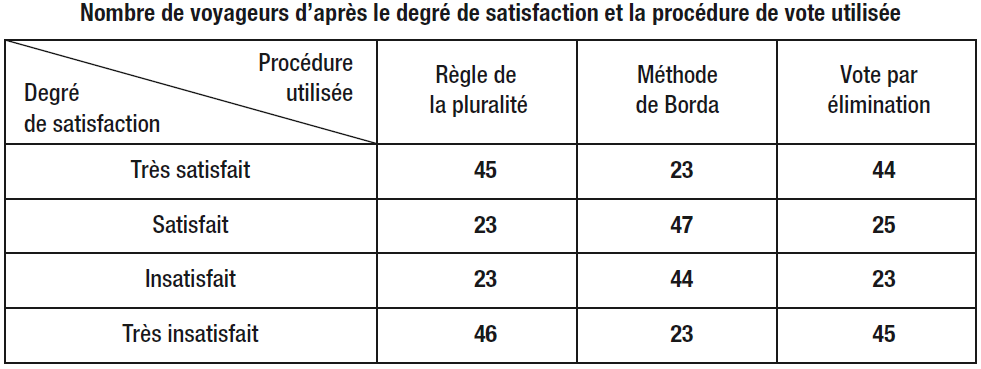 Nombre de voyageurs d’après le degré de satisfaction et la procédure de vote utilisée
Procédure
utilisée
Degré
de satisfaction
Règle de
la pluralité
Méthode
de Borda
Vote par
élimination
Très satisfait 45 23 44
Satisfait 23 47 25
Insatisfait 23 44 23
Très insatisfait 46 23 45